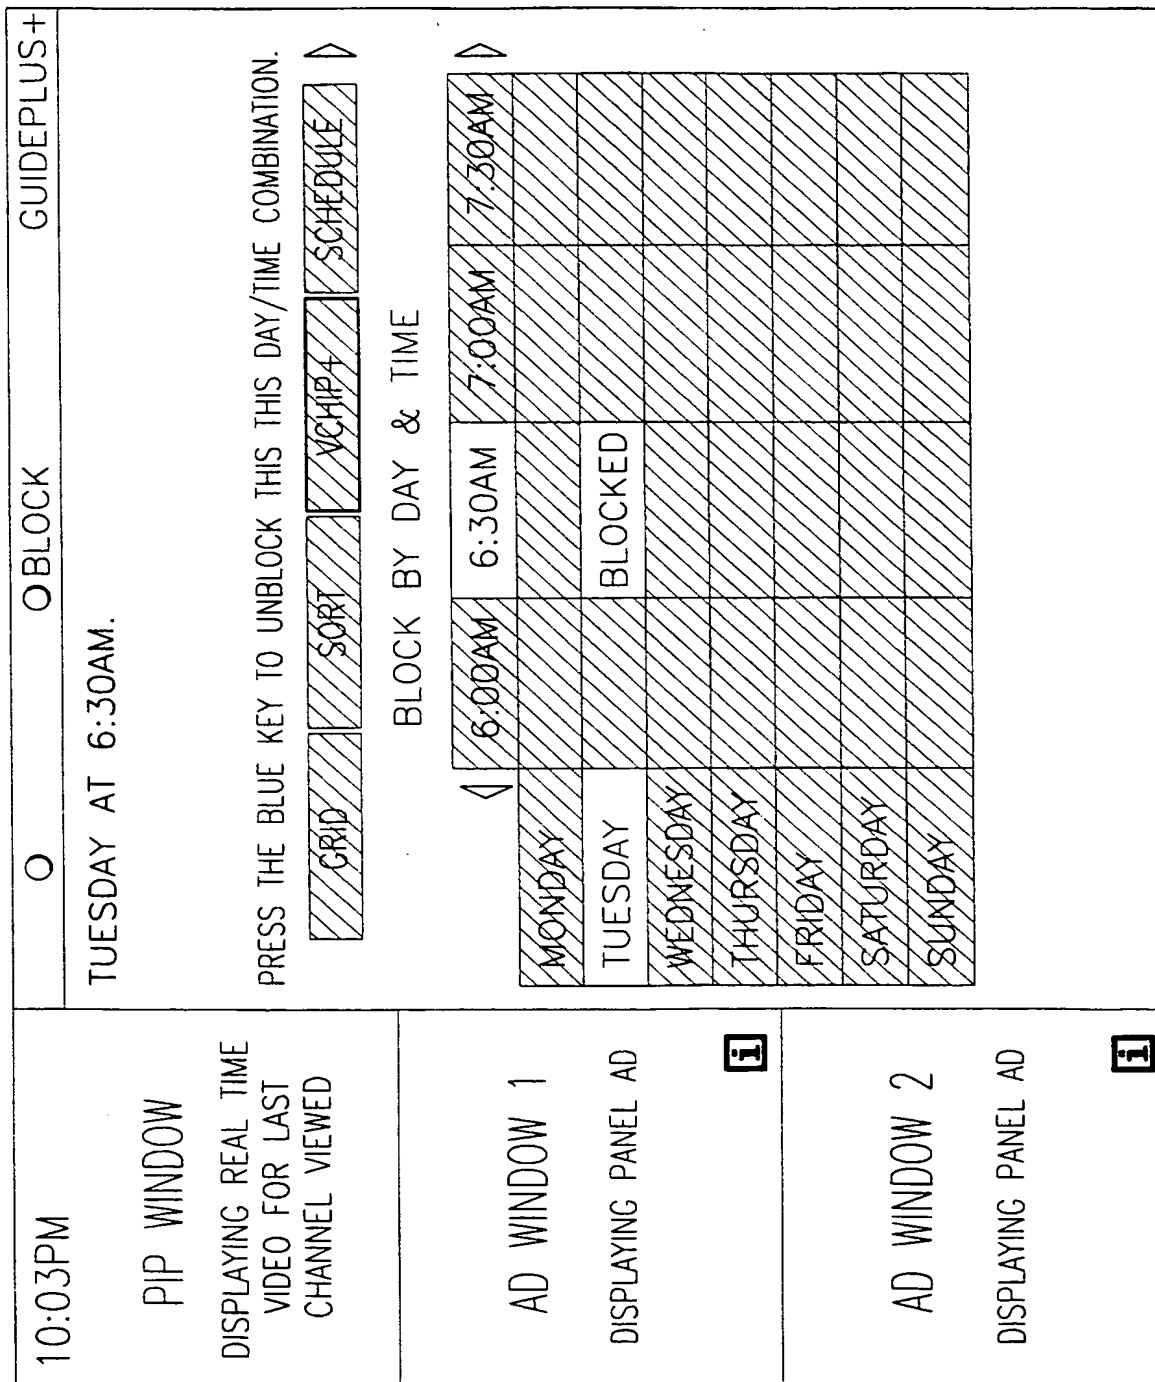 10:03PM
PIP WINDOW
DISPLAYING REAL TIME
VIDEO FOR LAST
CHANNEL VIEWED
AD WINDOW 1
DISPLAYING PANEL AD
i
AD WINDOW 2
DISPLAYING PANEL AD
i
O OBLOCK GUIDEPLUS+
TUESDAY AT 6:30AM.
PRESS THE BLUE KEY TO UNBLOCK THIS THIS DAY/TIME COMBINATION.
GRID SORT VCHIP+ SCHEDULE
BLOCK BY DAY & TIME
6:00AM 6:30AM 7:00AM 7:30AM
MONDAY
TUESDAY BLOCKED
WEDNESDAY
THURSDAY
FRIDAY
SATURDAY
SUNDAY